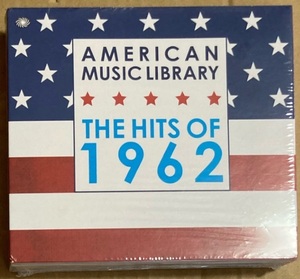 AMERICAN
MUSIC LIBRARY
THE HITS OF
1962